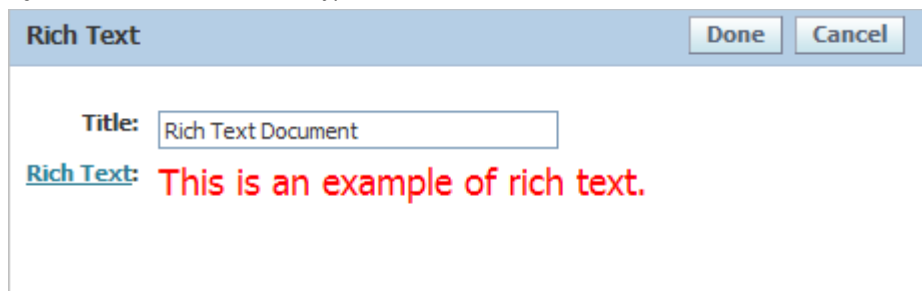 Rich Text Done Cancel
Title: Rich Text Document
Rich Text: This is an example of rich text.